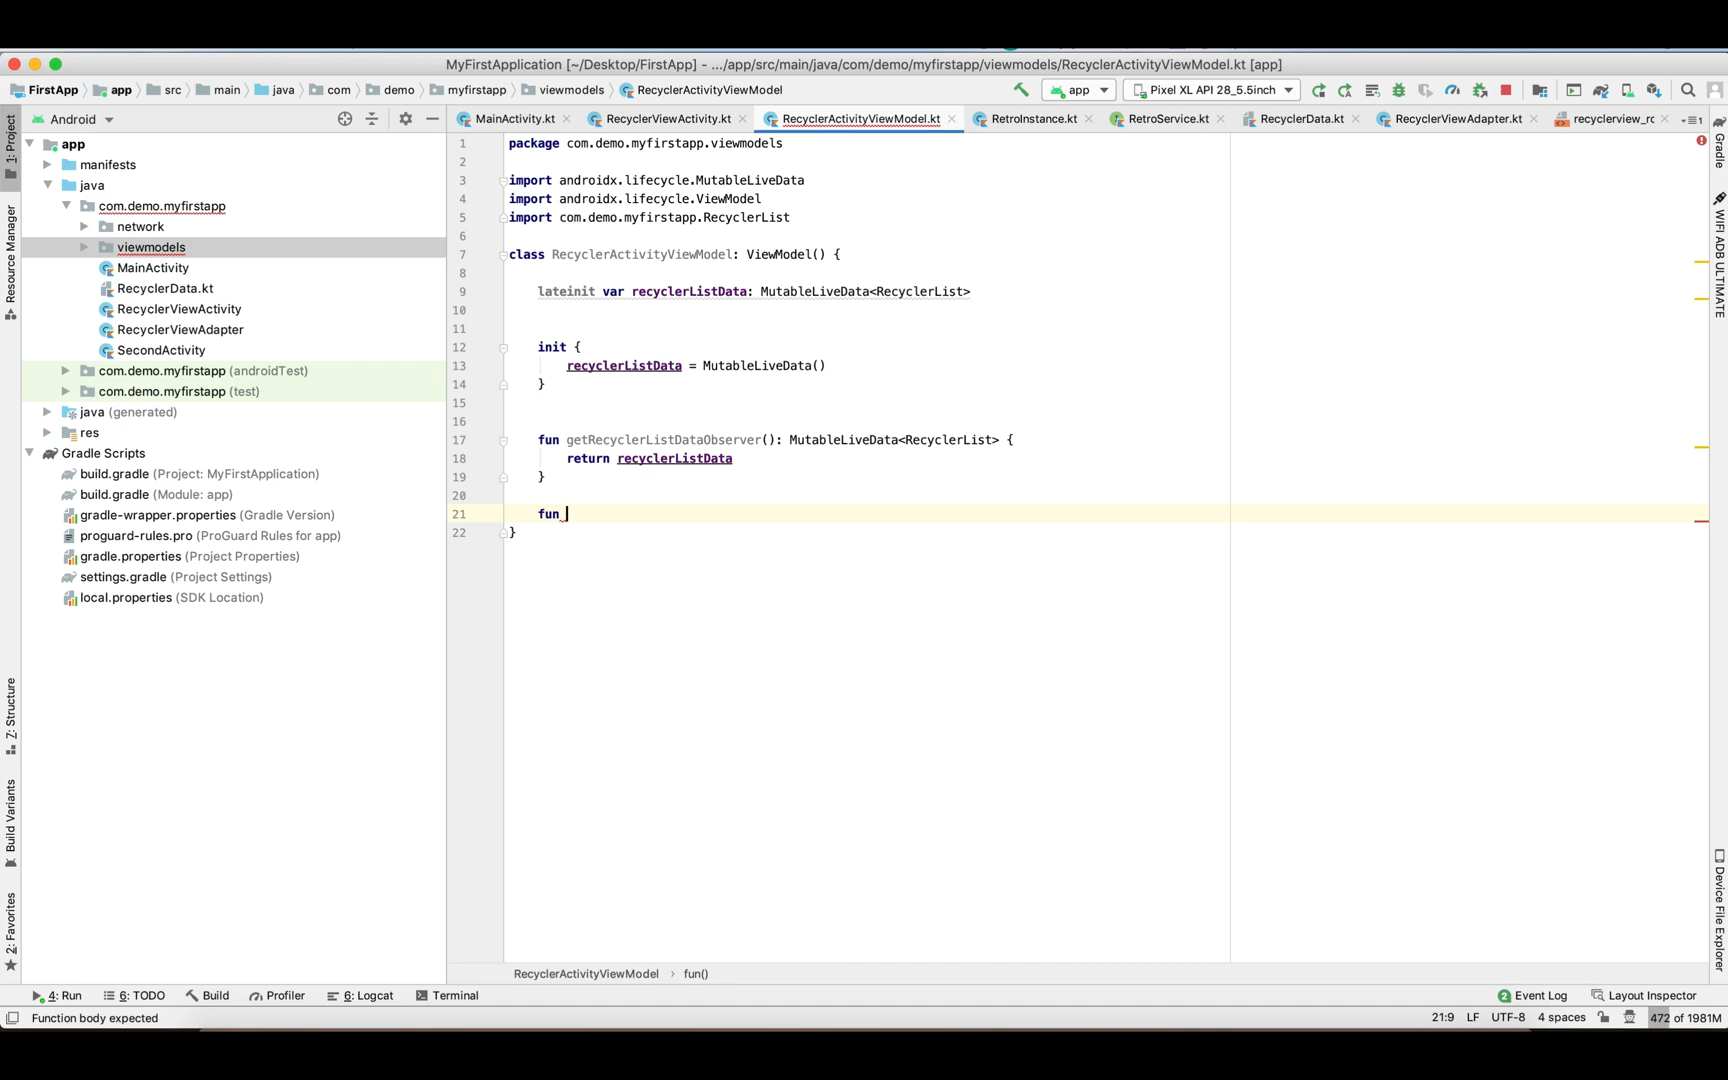 MyFirstApplication [~/Desktop/FirstApp] - .../app/src/main/java/com/demo/myfirstapp/viewmodels/RecyclerActivityViewModel.kt [app]
FirstApp app src main java com demo myfirstapp viewmodels RecyclerActivityViewModel
app Pixel XL API 28_5.5inch
Android
MainActivity.kt RecyclerViewActivity.kt RecyclerActivityViewModel.kt RetroInstance.kt RetroService.kt RecyclerData.kt RecyclerViewAdapter.kt recyclerview_rc
1: Project
Resource Manager
Z: Structure
Build Variants
2: Favorites
app
manifests
java
com.demo.myfirstapp
network
viewmodels
MainActivity
RecyclerData.kt
RecyclerViewActivity
RecyclerViewAdapter
SecondActivity
com.demo.myfirstapp (androidTest)
com.demo.myfirstapp (test)
java (generated)
res
Gradle Scripts
build.gradle (Project: MyFirstApplication)
build.gradle (Module: app)
gradle-wrapper.properties (Gradle Version)
proguard-rules.pro (ProGuard Rules for app)
gradle.properties (Project Properties)
settings.gradle (Project Settings)
local.properties (SDK Location)
1 package com.demo.myfirstapp.viewmodels
2
3 import androidx.lifecycle.MutableLiveData
4 import androidx.lifecycle.ViewModel
5 import com.demo.myfirstapp.RecyclerList
6
7 class RecyclerActivityViewModel: ViewModel() {
8
9 lateinit var recyclerListData: MutableLiveData<RecyclerList>
10
11
12 init {
13 recyclerListData = MutableLiveData()
14 }
15
16
17 fun getRecyclerListDataObserver(): MutableLiveData<RecyclerList> {
18 return recyclerListData
19 }
20
21 fun
22 }
Gradle
WIFI ADB ULTIMATE
Device File Explorer
RecyclerActivityViewModel › fun()
4: Run 6: TODO Build Profiler 6: Logcat Terminal
2 Event Log Layout Inspector
Function body expected
21:9 LF UTF-8 4 spaces 472 of 1981M